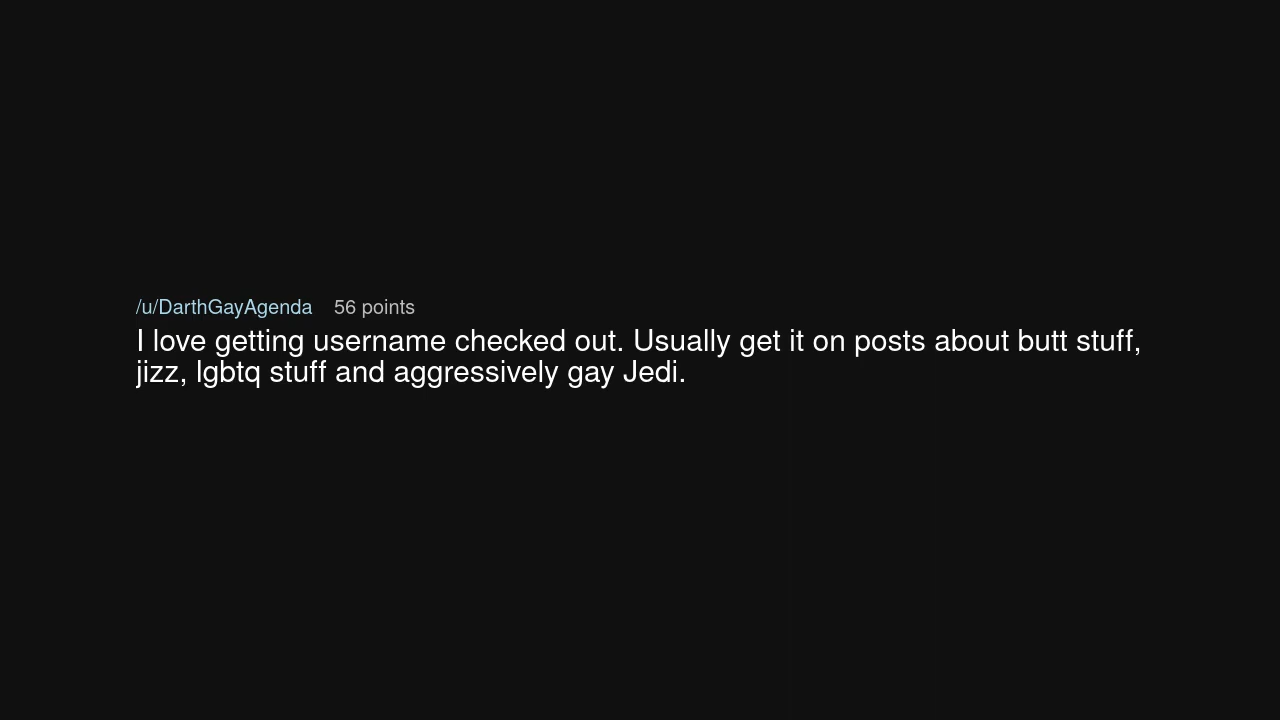 /u/DarthGayAgenda 56 points
I love getting username checked out. Usually get it on posts about butt stuff,
jizz, lgbtq stuff and aggressively gay Jedi.